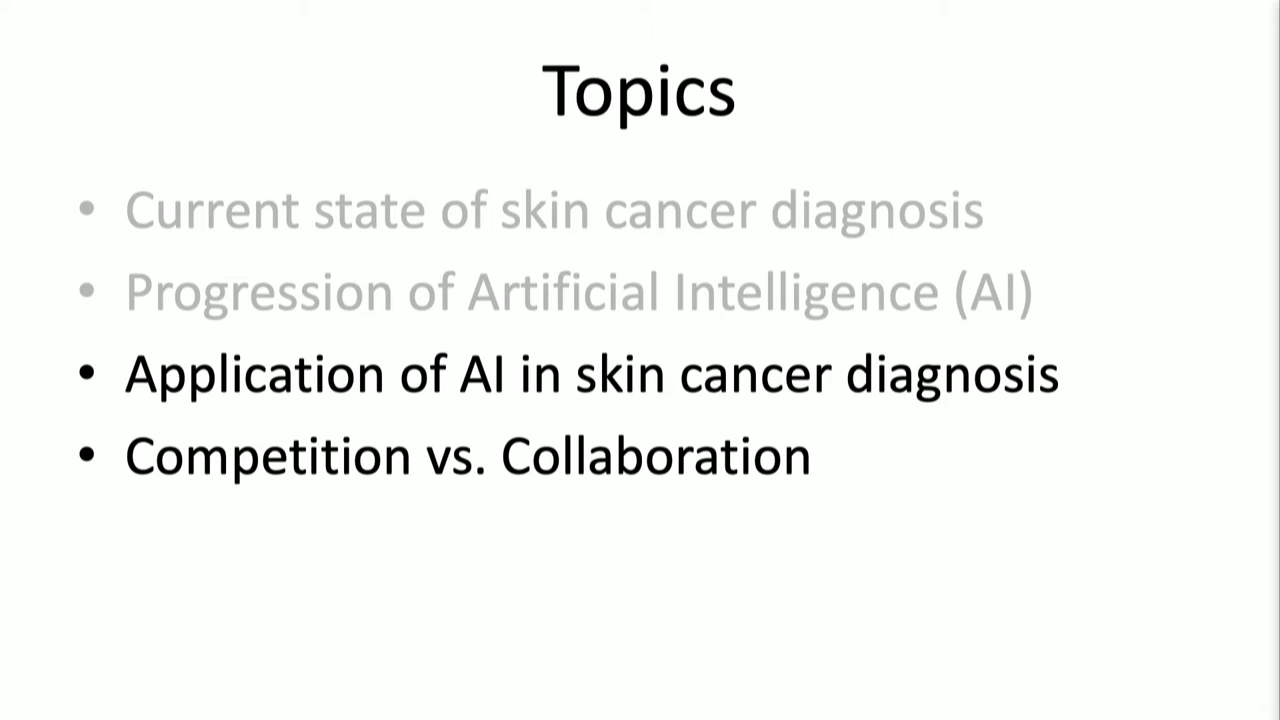 Topics
• Current state of skin cancer diagnosis
• Progression of Artificial Intelligence (AI)
• Application of AI in skin cancer diagnosis
• Competition vs. Collaboration